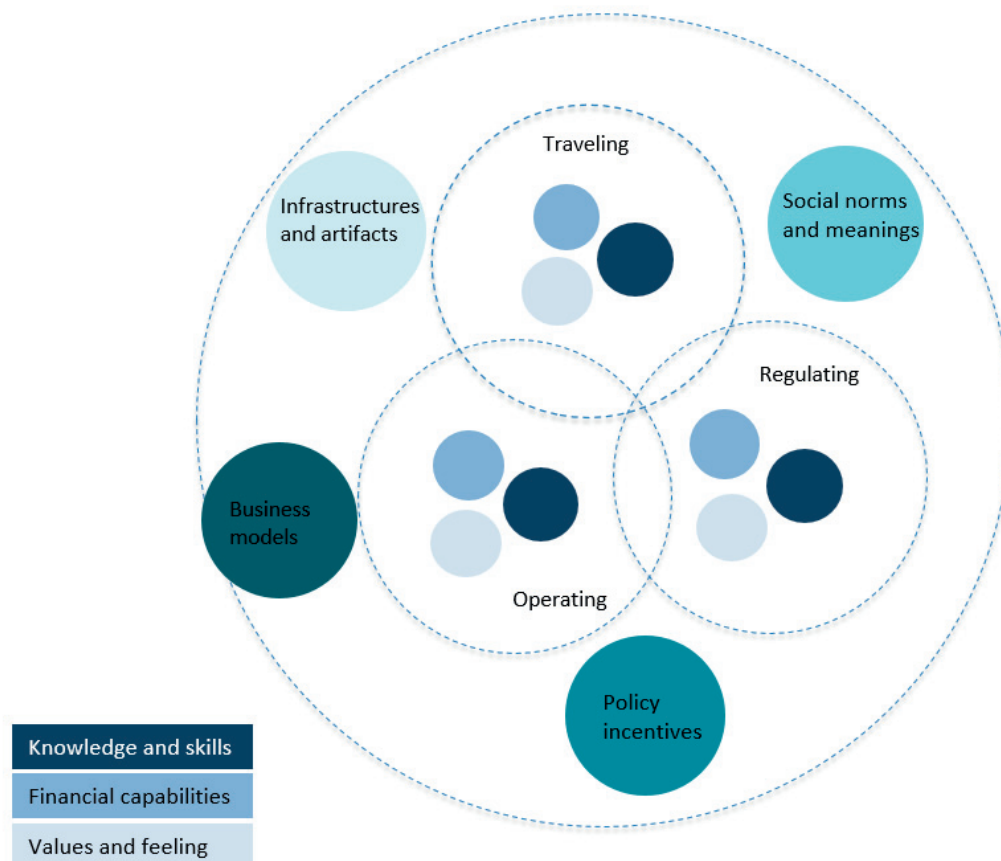 Traveling
Infrastructures
and artifacts
Social norms
and meanings
Regulating
Business
models
Operating
Policy
incentives
Knowledge and skills
Financial capabilities
Values and feeling